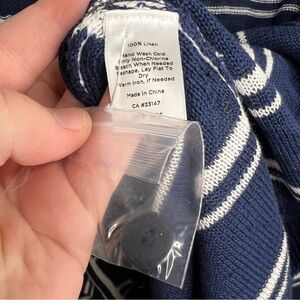 100% Linen
Hand Wash Cold
Only Non-Chlorine
Bleach When Needed
Reshape, Lay Flat To
Dry
Warm Iron, If Needed
Made In China
CA #23147